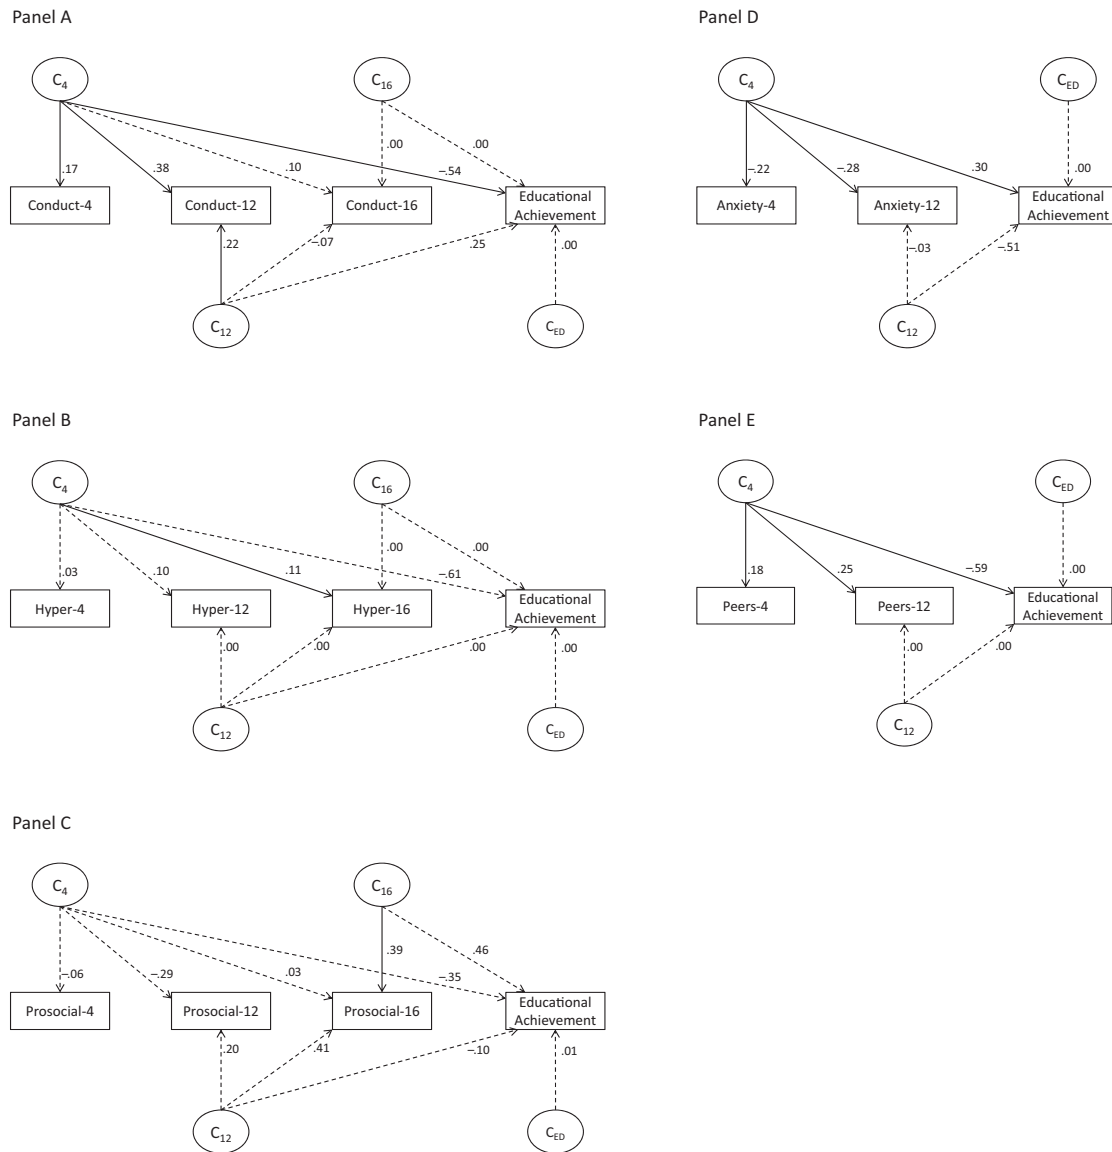 Panel A
C4
C16
.17
.38
.10
.00
.00
–.54
Conduct-4
Conduct-12
Conduct-16
Educational
Achievement
.22
–.07
.25
.00
C12
CED
Panel D
C4
CED
–.22
–.28
.30
.00
Anxiety-4
Anxiety-12
Educational
Achievement
–.03
–.51
C12
Panel B
C4
C16
.03
.10
.11
.00
.00
–.61
Hyper-4
Hyper-12
Hyper-16
Educational
Achievement
.00
.00
.00
.00
C12
CED
Panel E
C4
CED
.18
.25
–.59
.00
Peers-4
Peers-12
Educational
Achievement
.00
.00
C12
Panel C
C4
C16
–.06
–.29
.03
.39
.46
–.35
Prosocial-4
Prosocial-12
Prosocial-16
Educational
Achievement
.20
.41
–.10
.01
C12
CED